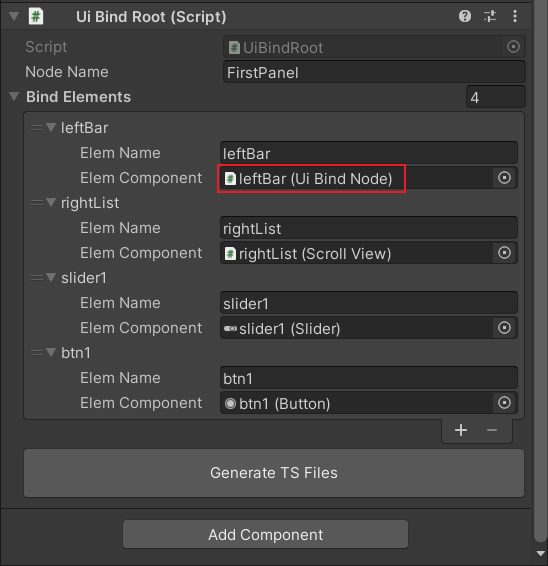 Ui Bind Root (Script)
Script UiBindRoot
Node Name FirstPanel
Bind Elements 4
leftBar
Elem Name leftBar
Elem Component leftBar (Ui Bind Node)
rightList
Elem Name rightList
Elem Component rightList (Scroll View)
slider1
Elem Name slider1
Elem Component slider1 (Slider)
btn1
Elem Name btn1
Elem Component btn1 (Button)
Generate TS Files
Add Component